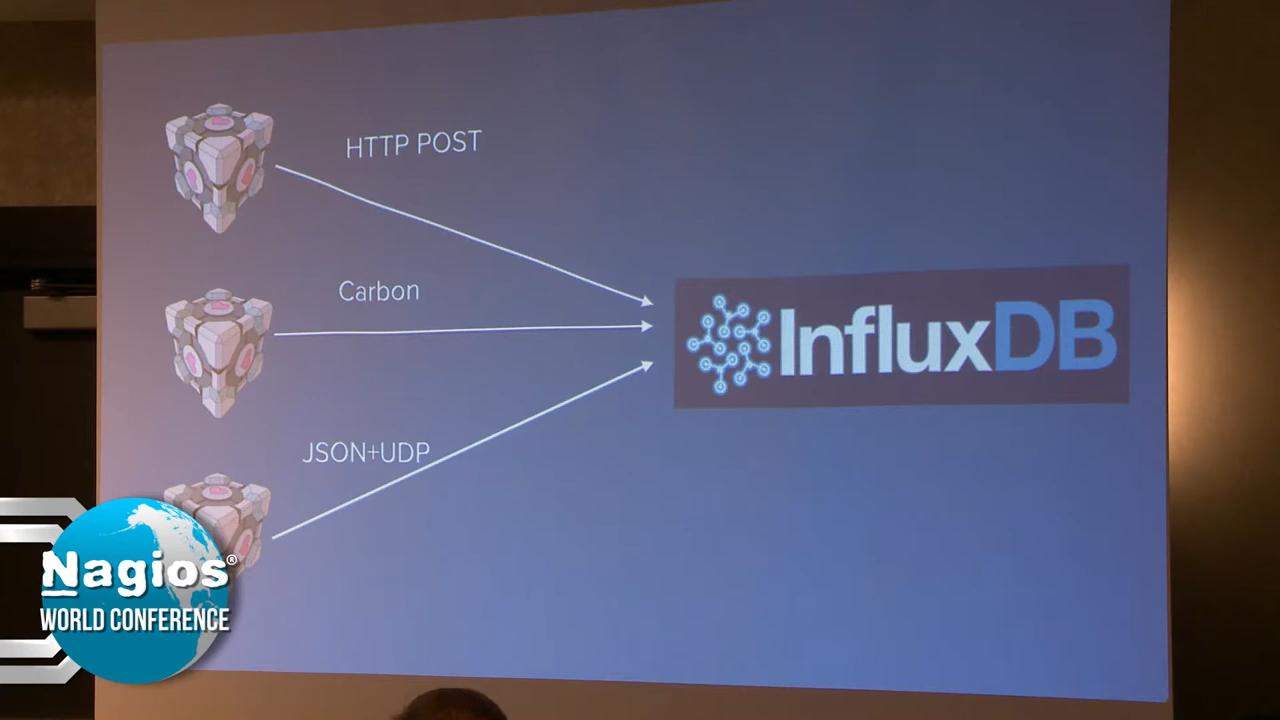 HTTP POST
Carbon
InfluxDB
JSON+UDP
Nagios®
WORLD CONFERENCE